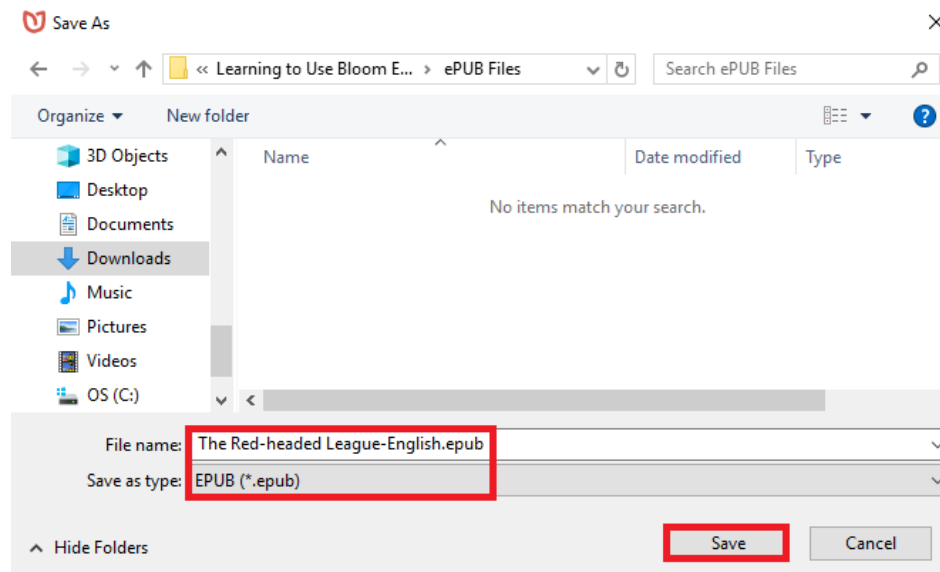 Save As
« Learning to Use Bloom E... › ePUB Files Search ePUB Files
Organize New folder ?
Name Date modified Type
3D Objects
Desktop
No items match your search.
Documents
Downloads
Music
Pictures
Videos
OS (C:)
File name: The Red-headed League-English.epub
Save as type: EPUB (*.epub)
Hide Folders Save Cancel